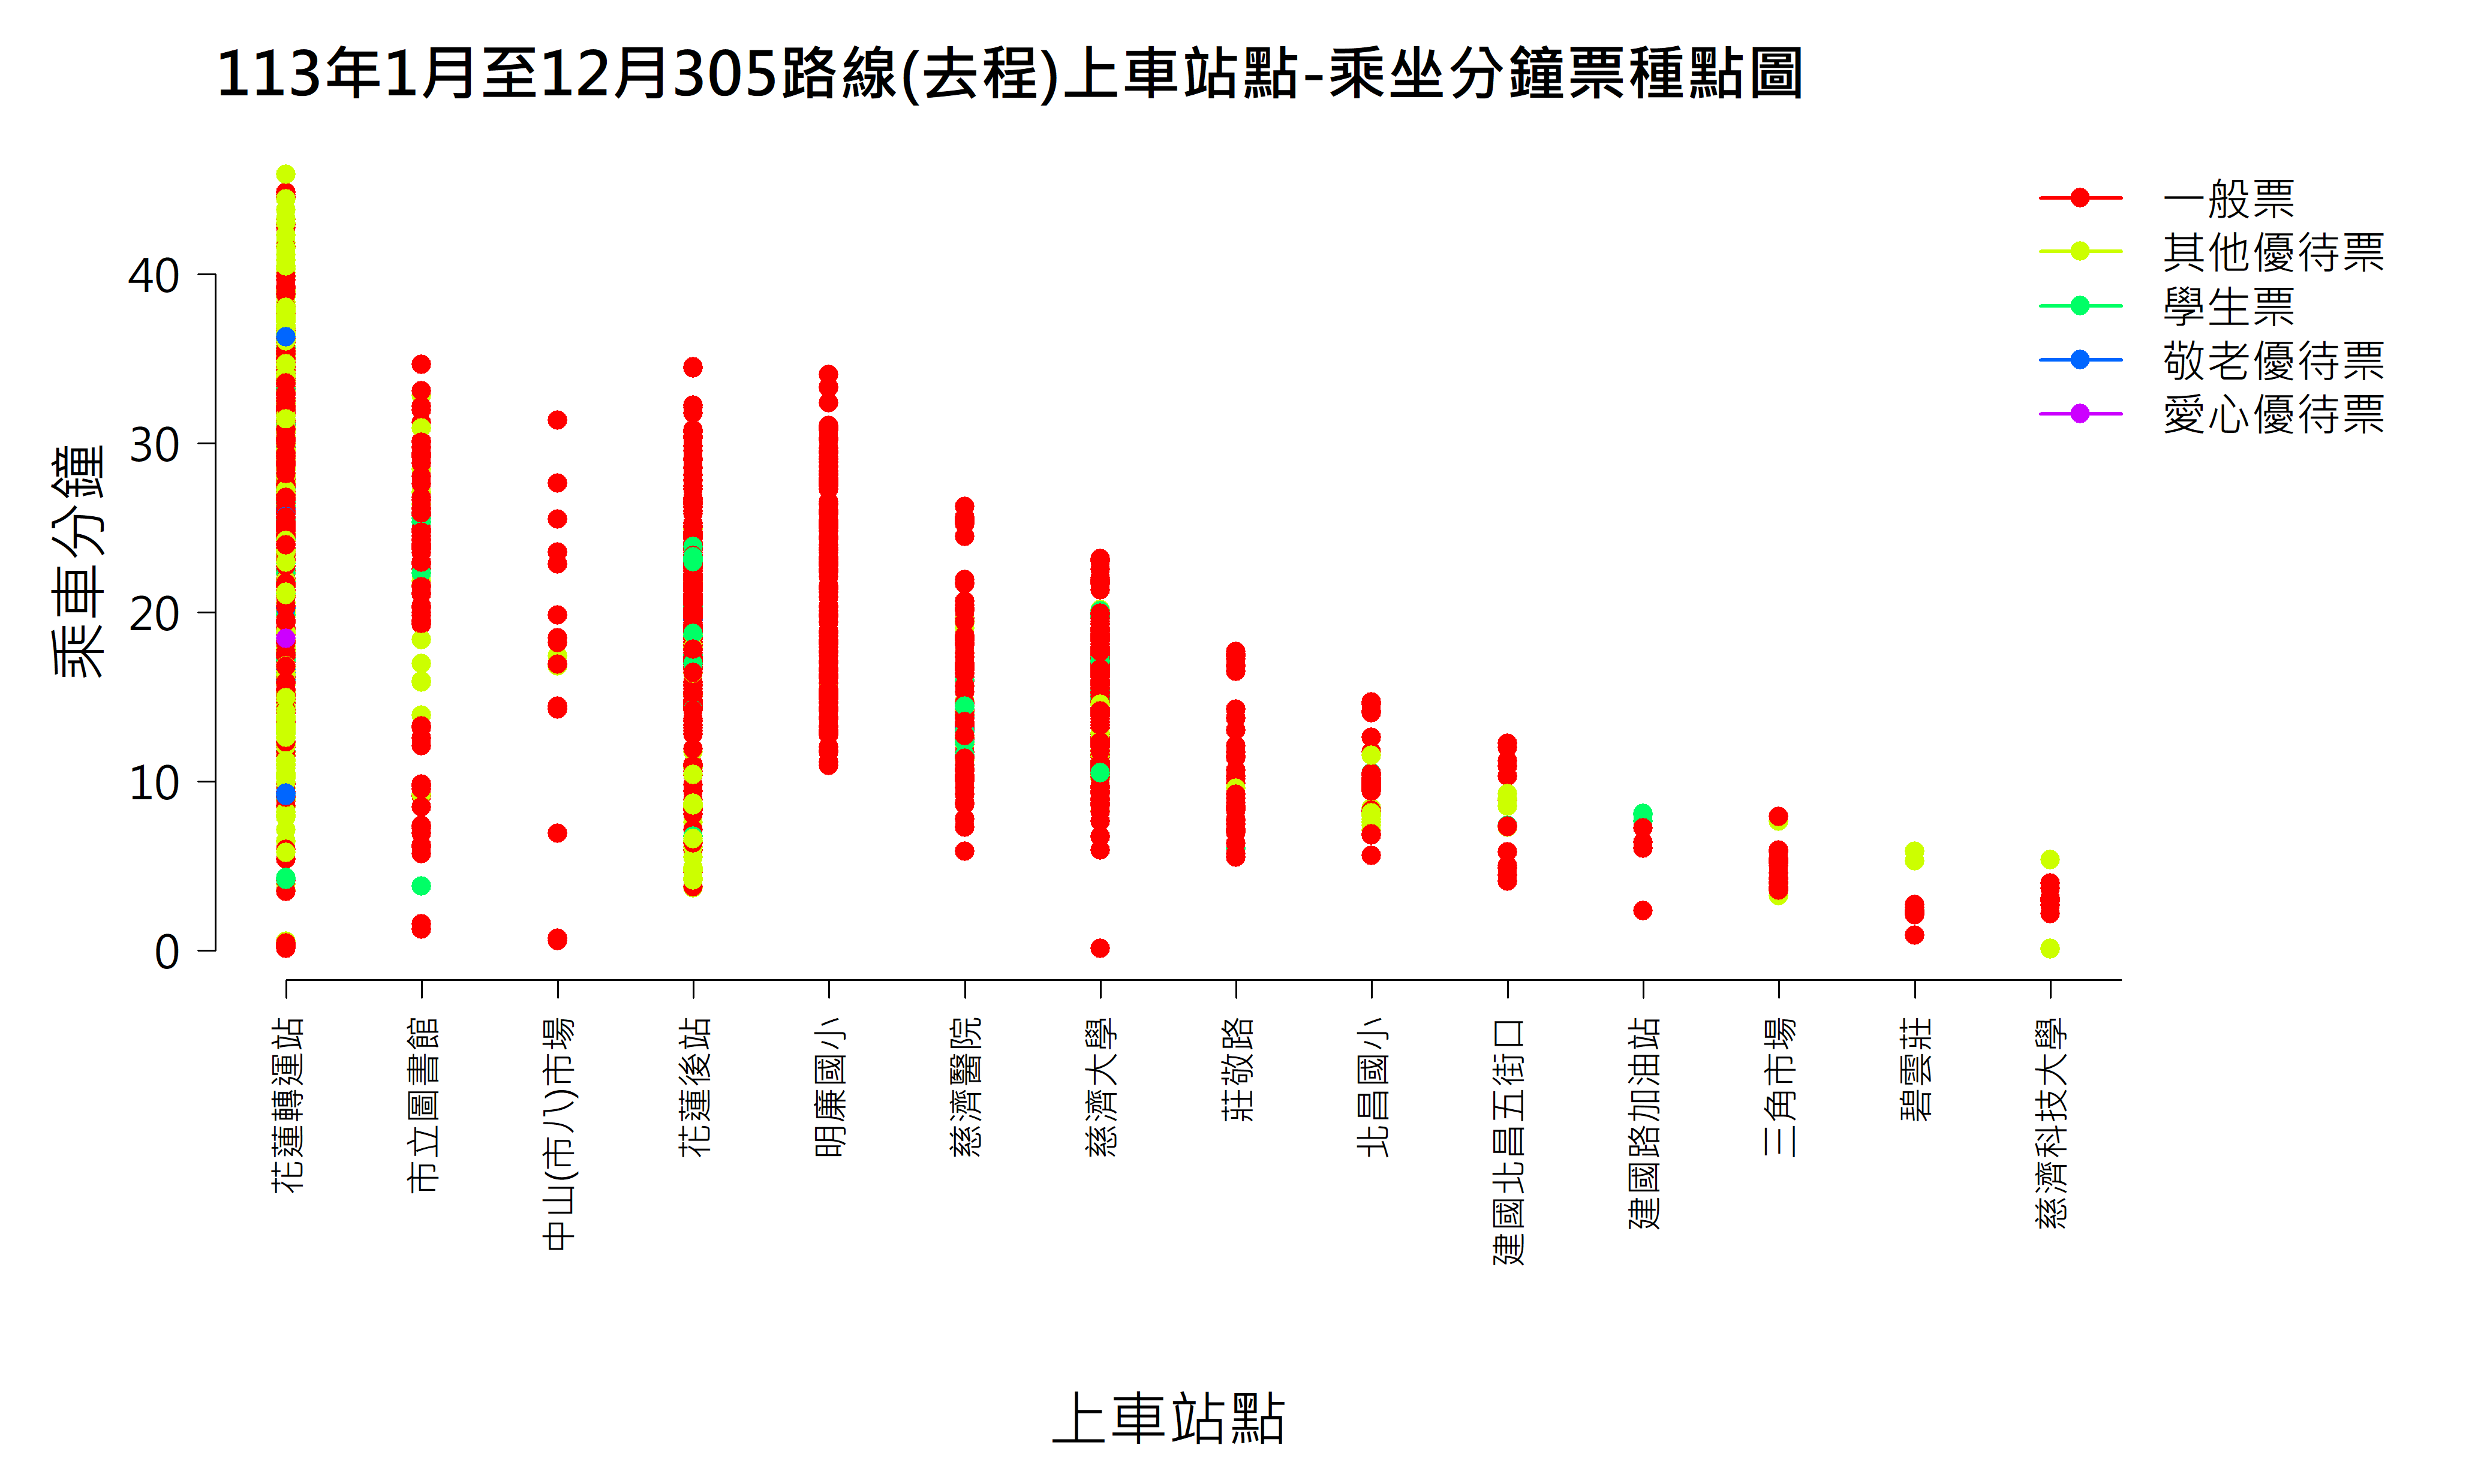 113年1月至12月305路線(去程)上車站點-乘坐分鐘票種點圖
一般票
其他優待票
學生票
敬老優待票
愛心優待票
乘車分鐘
40
30
20
10
0
花蓮轉運站
市立圖書館
中山(市八)市場
花蓮後站
明廉國小
慈濟醫院
慈濟大學
莊敬路
北昌國小
建國北昌五街口
建國路加油站
三角市場
碧雲莊
慈濟科技大學
上車站點